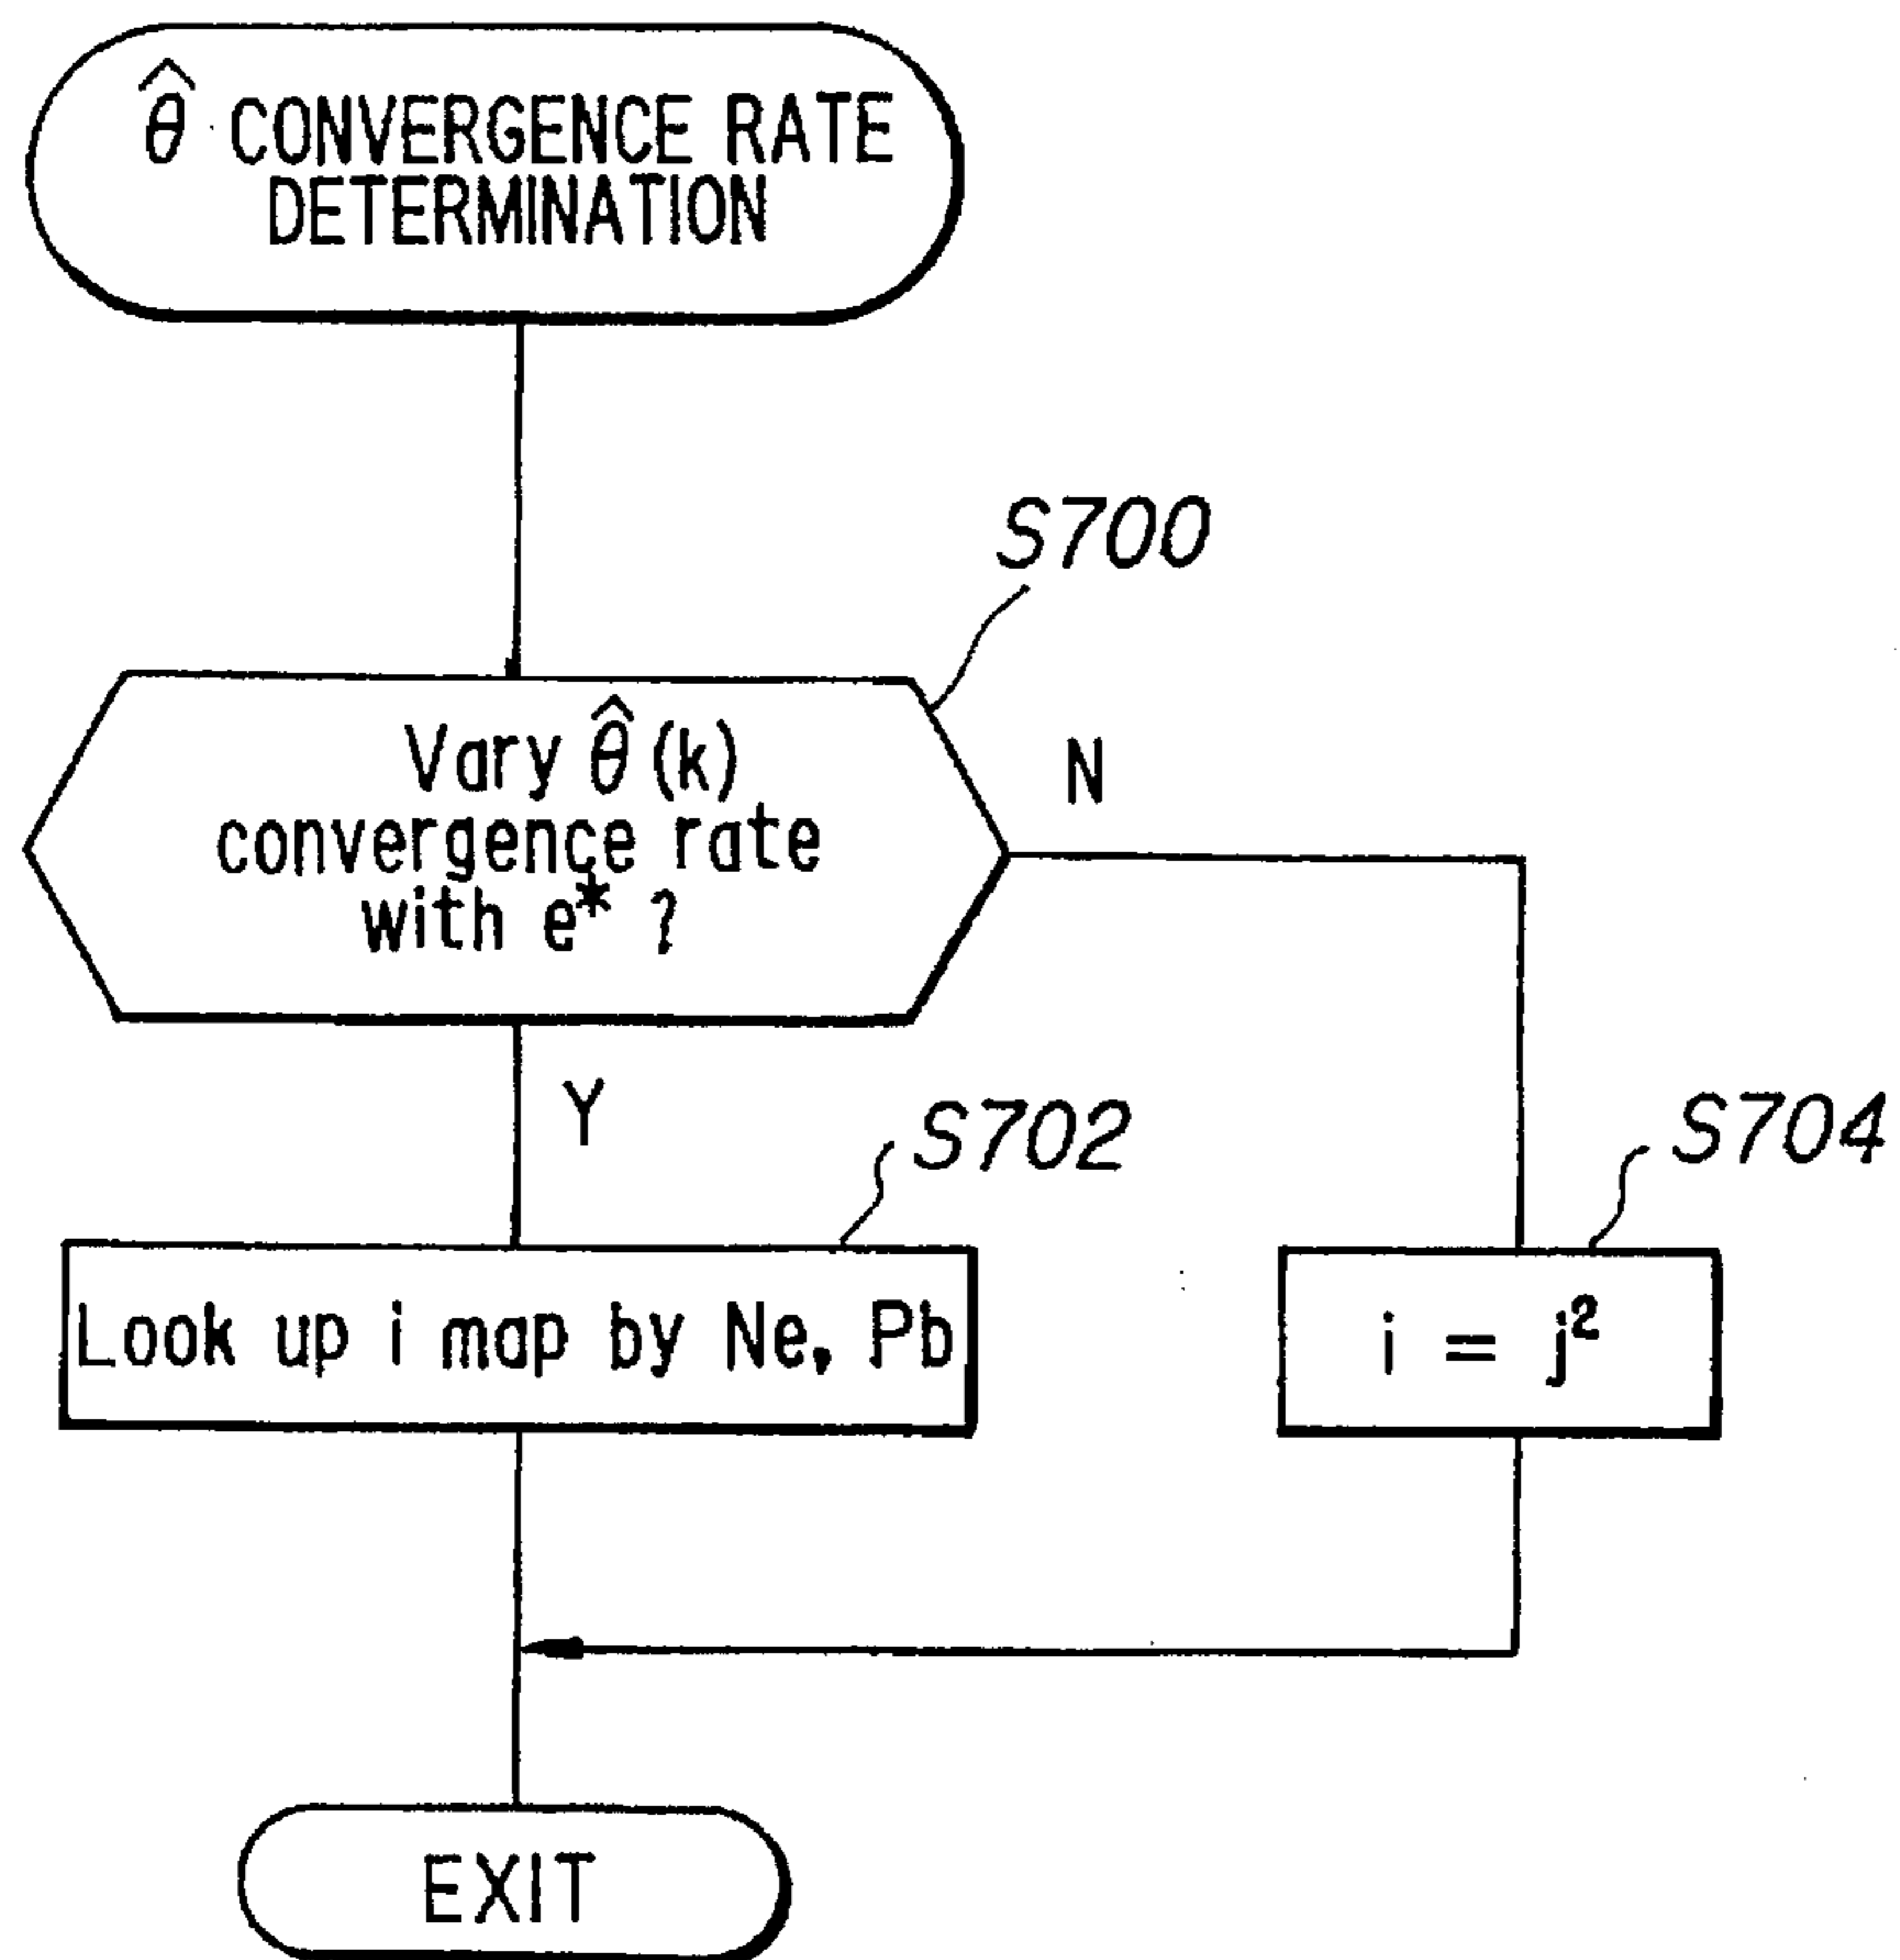 θ̂ CONVERGENCE RATE
DETERMINATION
S700
Vary θ̂(k)
convergence rate
with e* ?
N
Y
S702
S704
Look up i map by Ne, Pb
i = j²
EXIT